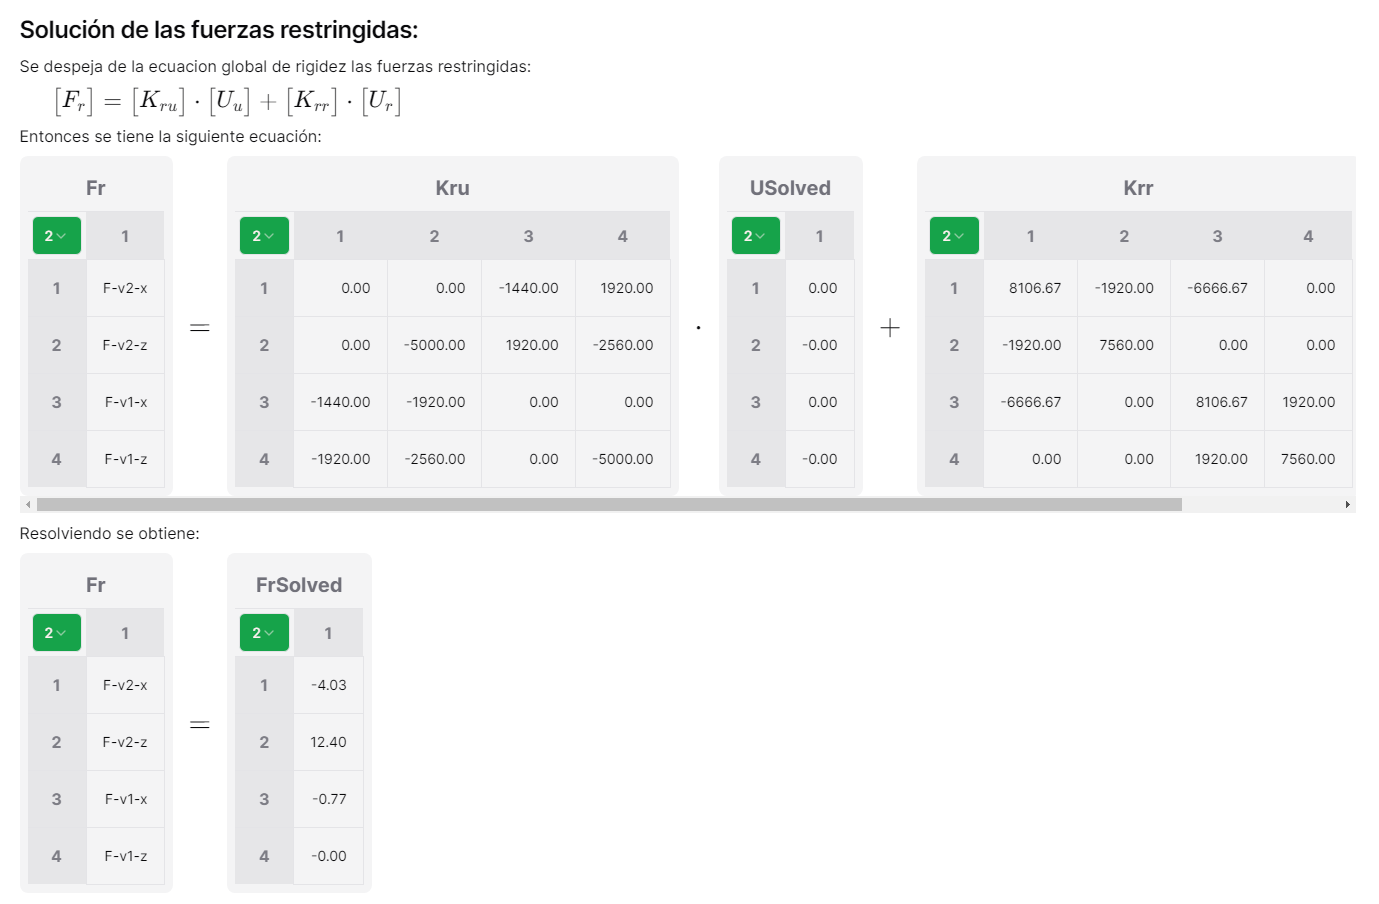 Solución de las fuerzas restringidas:
Se despeja de la ecuacion global de rigidez las fuerzas restringidas:
[F_r] = [K_ru] · [U_u] + [K_rr] · [U_r]
Entonces se tiene la siguiente ecuación:
Fr Kru USolved Krr
2 1 2 1 2 3 4 2 1 2 1 2 3 4
1 F-v2-x 1 0.00 0.00 -1440.00 1920.00 1 0.00 1 8106.67 -1920.00 -6666.67 0.00
2 F-v2-z 2 0.00 -5000.00 1920.00 -2560.00 2 -0.00 2 -1920.00 7560.00 0.00 0.00
= · +
3 F-v1-x 3 -1440.00 -1920.00 0.00 0.00 3 0.00 3 -6666.67 0.00 8106.67 1920.00
4 F-v1-z 4 -1920.00 -2560.00 0.00 -5000.00 4 -0.00 4 0.00 0.00 1920.00 7560.00
Resolviendo se obtiene:
Fr FrSolved
2 1 2 1
1 F-v2-x 1 -4.03
2 F-v2-z 2 12.40
=
3 F-v1-x 3 -0.77
4 F-v1-z 4 -0.00